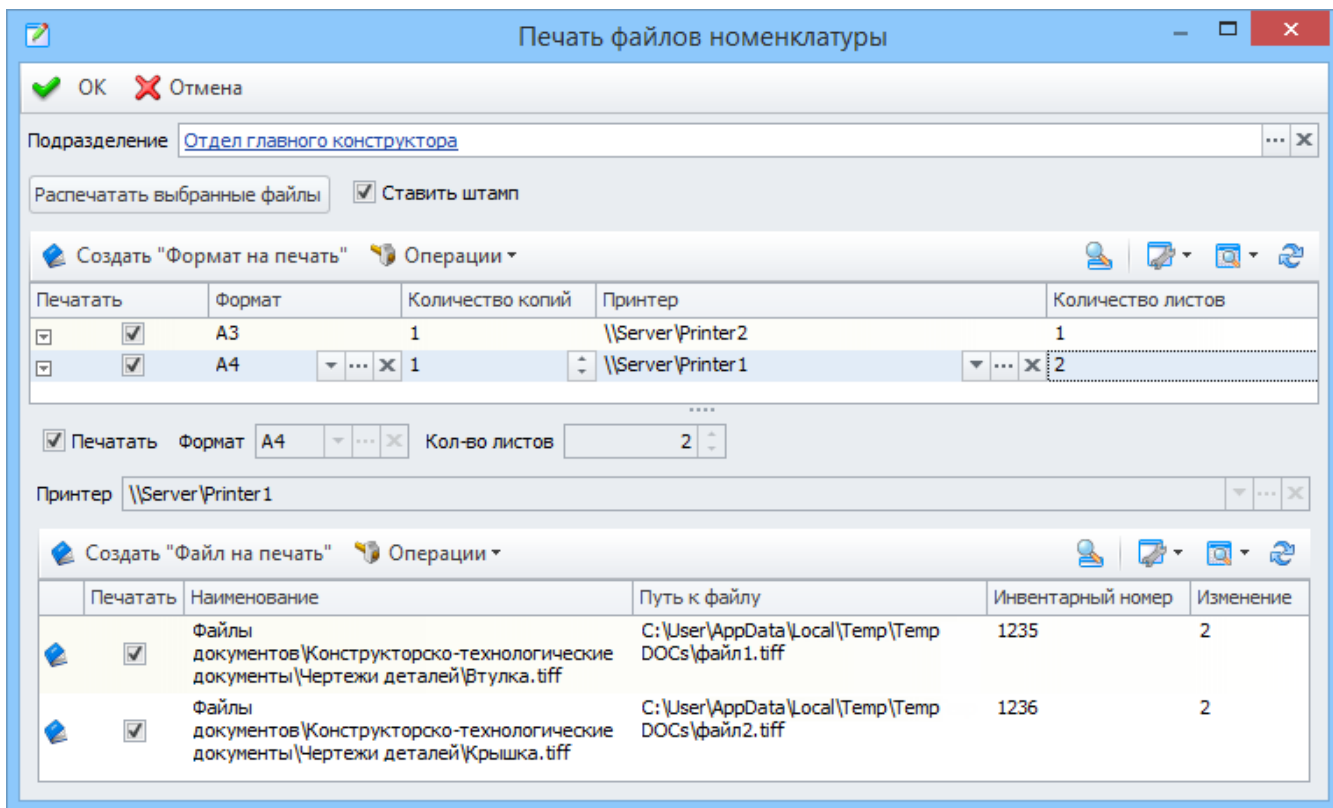 Печать файлов номенклатуры
ОК Отмена
Подразделение Отдел главного конструктора
Распечатать выбранные файлы Ставить штамп
Создать "Формат на печать" Операции
Печатать Формат Количество копий Принтер Количество листов
А3 1 \\Server\Printer2 1
А4 1 \\Server\Printer1 2
Печатать Формат А4 Кол-во листов 2
Принтер \\Server\Printer1
Создать "Файл на печать" Операции
Печатать Наименование Путь к файлу Инвентарный номер Изменение
Файлы C:\User\AppData\Local\Temp\Temp 1235 2
документов\Конструкторско-технологические DOCs\файл1.tiff
документы\Чертежи деталей\Втулка.tiff
Файлы C:\User\AppData\Local\Temp\Temp 1236 2
документов\Конструкторско-технологические DOCs\файл2.tiff
документы\Чертежи деталей\Крышка.tiff